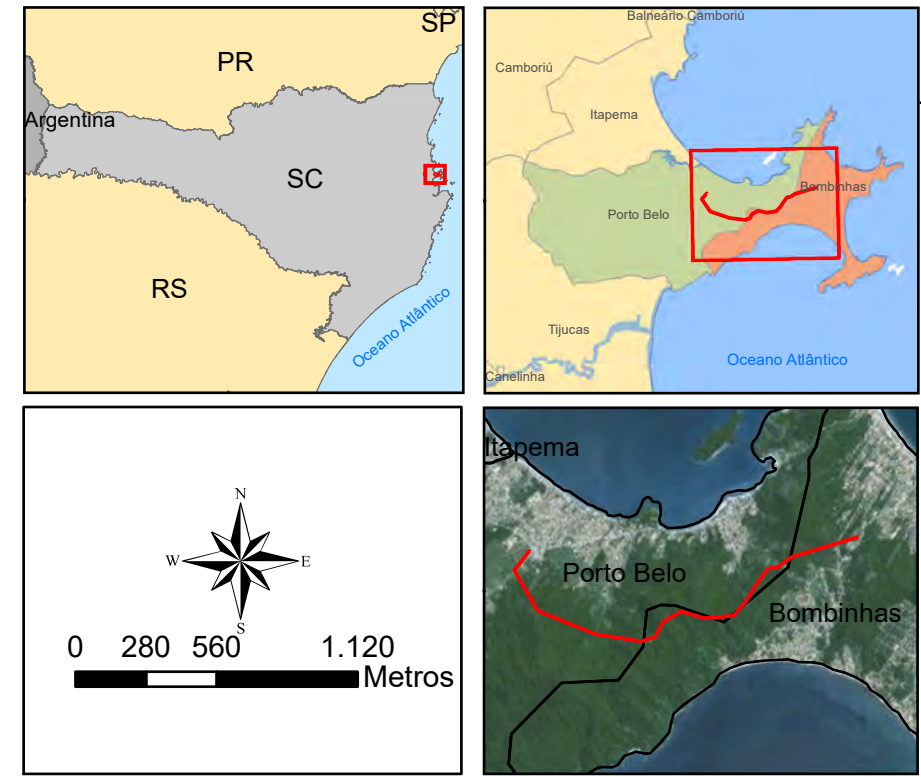 SP
PR
Argentina
SC
RS
Oceano Atlântico
Balneário Camboriú
Camboriú
Itapema
Bombinhas
Porto Belo
Tijucas
Oceano Atlântico
Canelinha
N
W E
S
0 280 560 1.120
Metros
Itapema
Porto Belo
Bombinhas